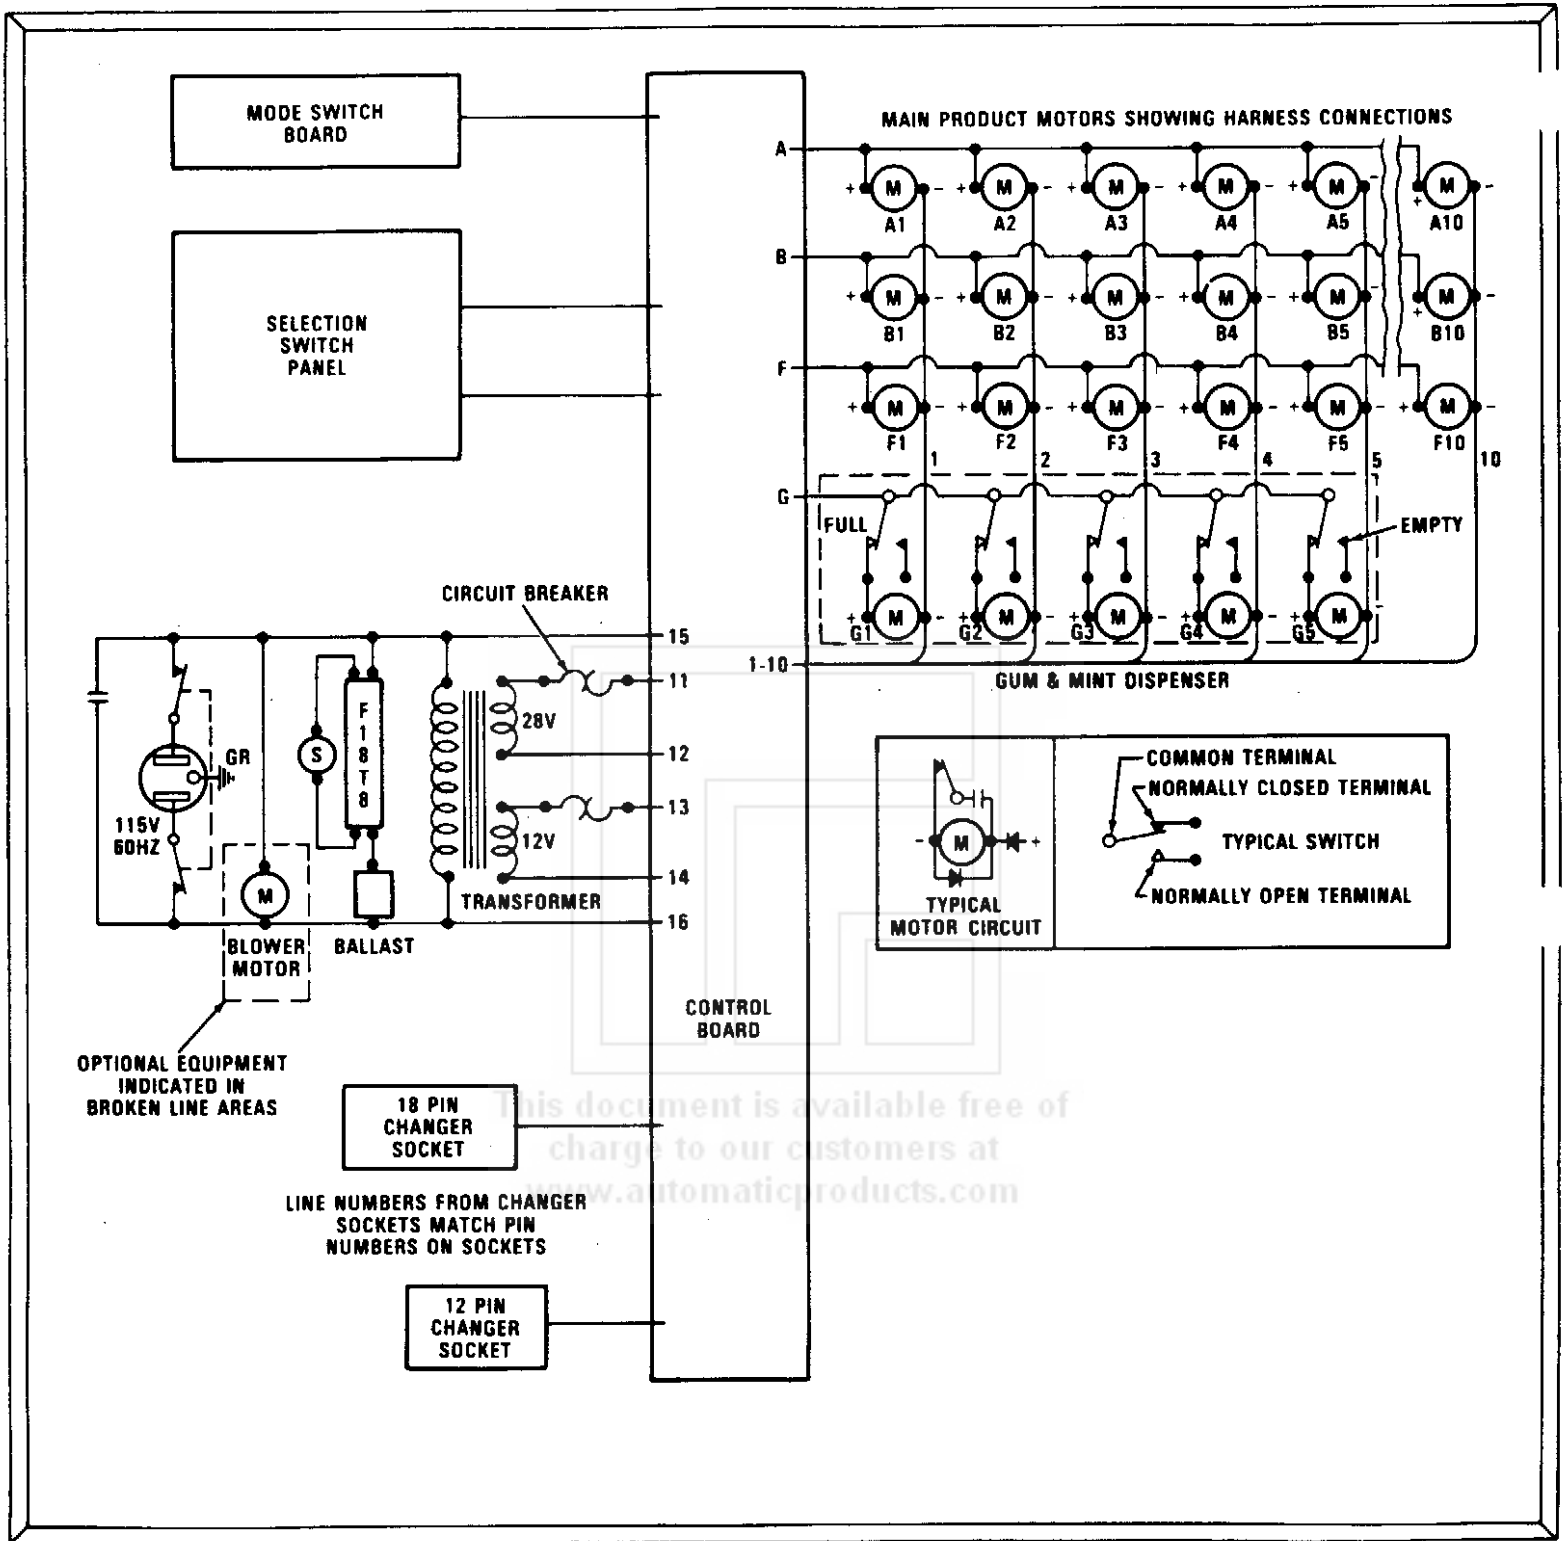 MODE SWITCH
BOARD
SELECTION
SWITCH
PANEL
MAIN PRODUCT MOTORS SHOWING HARNESS CONNECTIONS
A
+ M - + M - + M - + M - + M - + M -
A1 A2 A3 A4 A5 A10
B
+ M - + M - + M - + M - + M - + M -
B1 B2 B3 B4 B5 B10
F
+ M - + M - + M - + M - + M - + M -
F1 F2 F3 F4 F5 F10
1 2 3 4 5 10
G
FULL
EMPTY
+ M - + M - + M - + M - + M -
G1 G2 G3 G4 G5
1-10
GUM & MINT DISPENSER
CIRCUIT BREAKER
15
11
28V
12
13
12V
14
16
TRANSFORMER
GR
115V
60HZ
S
F18T8
M
BLOWER
MOTOR
BALLAST
OPTIONAL EQUIPMENT
INDICATED IN
BROKEN LINE AREAS
CONTROL
BOARD
- M +
TYPICAL
MOTOR CIRCUIT
COMMON TERMINAL
NORMALLY CLOSED TERMINAL
TYPICAL SWITCH
NORMALLY OPEN TERMINAL
18 PIN
CHANGER
SOCKET
LINE NUMBERS FROM CHANGER
SOCKETS MATCH PIN
NUMBERS ON SOCKETS
12 PIN
CHANGER
SOCKET
This document is available free of
charge to our customers at
www.automaticproducts.com